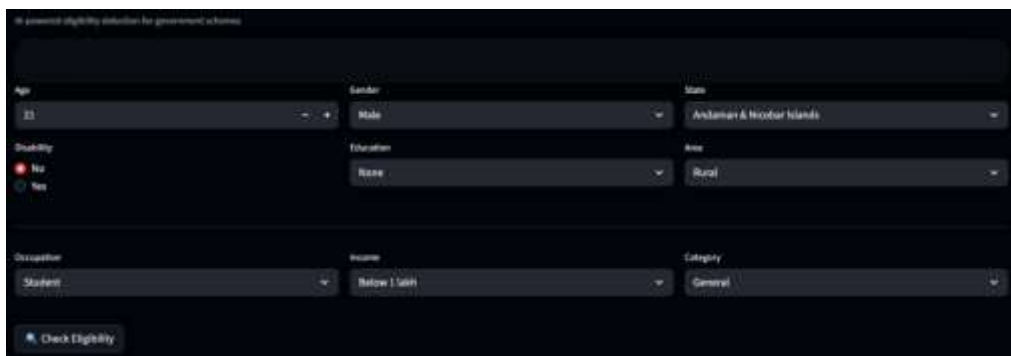 AI-powered eligibility detection for government schemes
Age Gender State
Male Andaman & Nicobar Islands
Disability Education Area
No
Yes
None Rural
Occupation Income Category
Student Below 1 lakh General
Check Eligibility